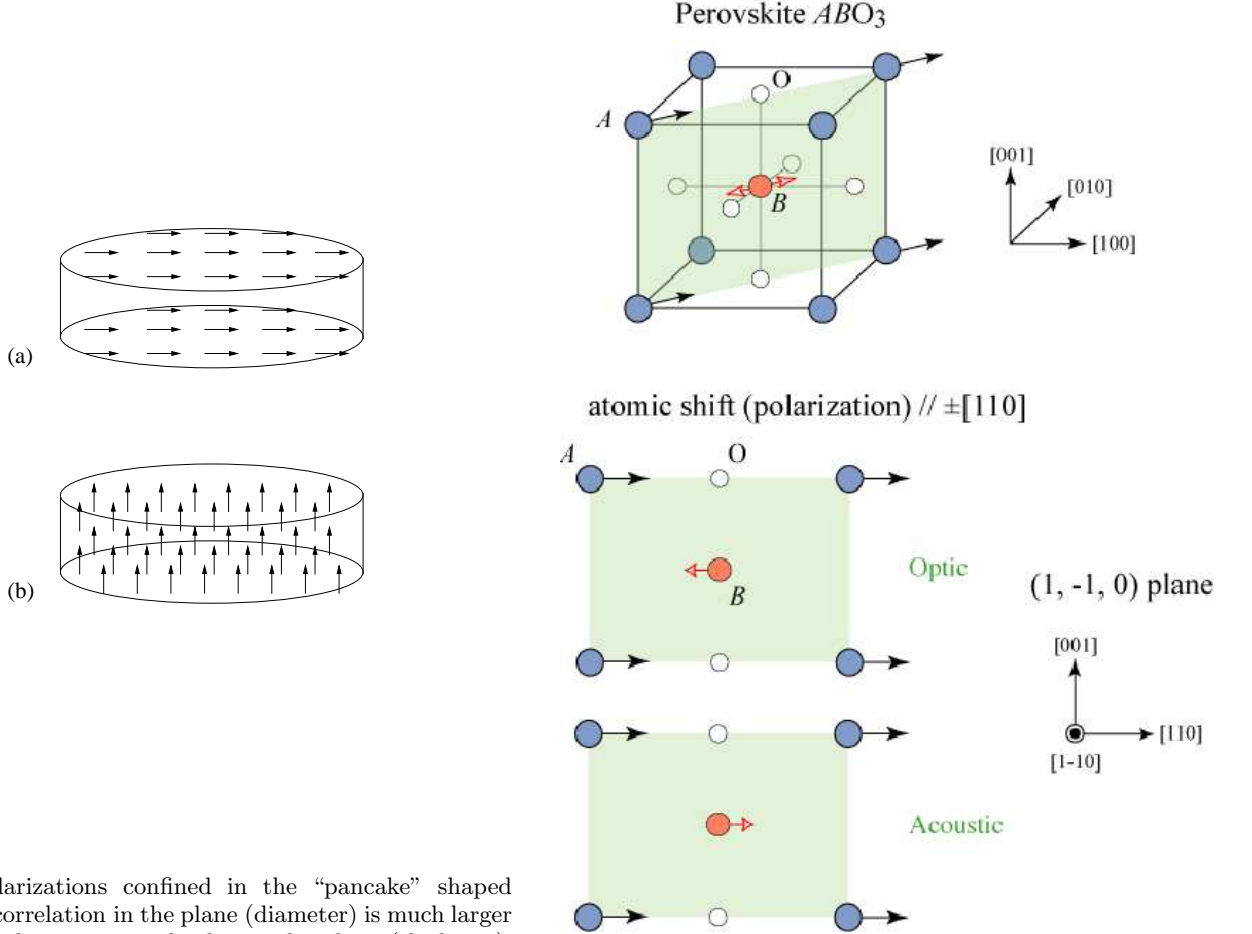 (a)
(b)
larizations confined in the “pancake” shaped
correlation in the plane (diameter) is much larger
Perovskite ABO3
O
A
B
[001]
[010]
[100]
atomic shift (polarization) // ±[110]
A
O
B
Optic
(1, -1, 0) plane
[001]
[110]
[1-10]
Acoustic